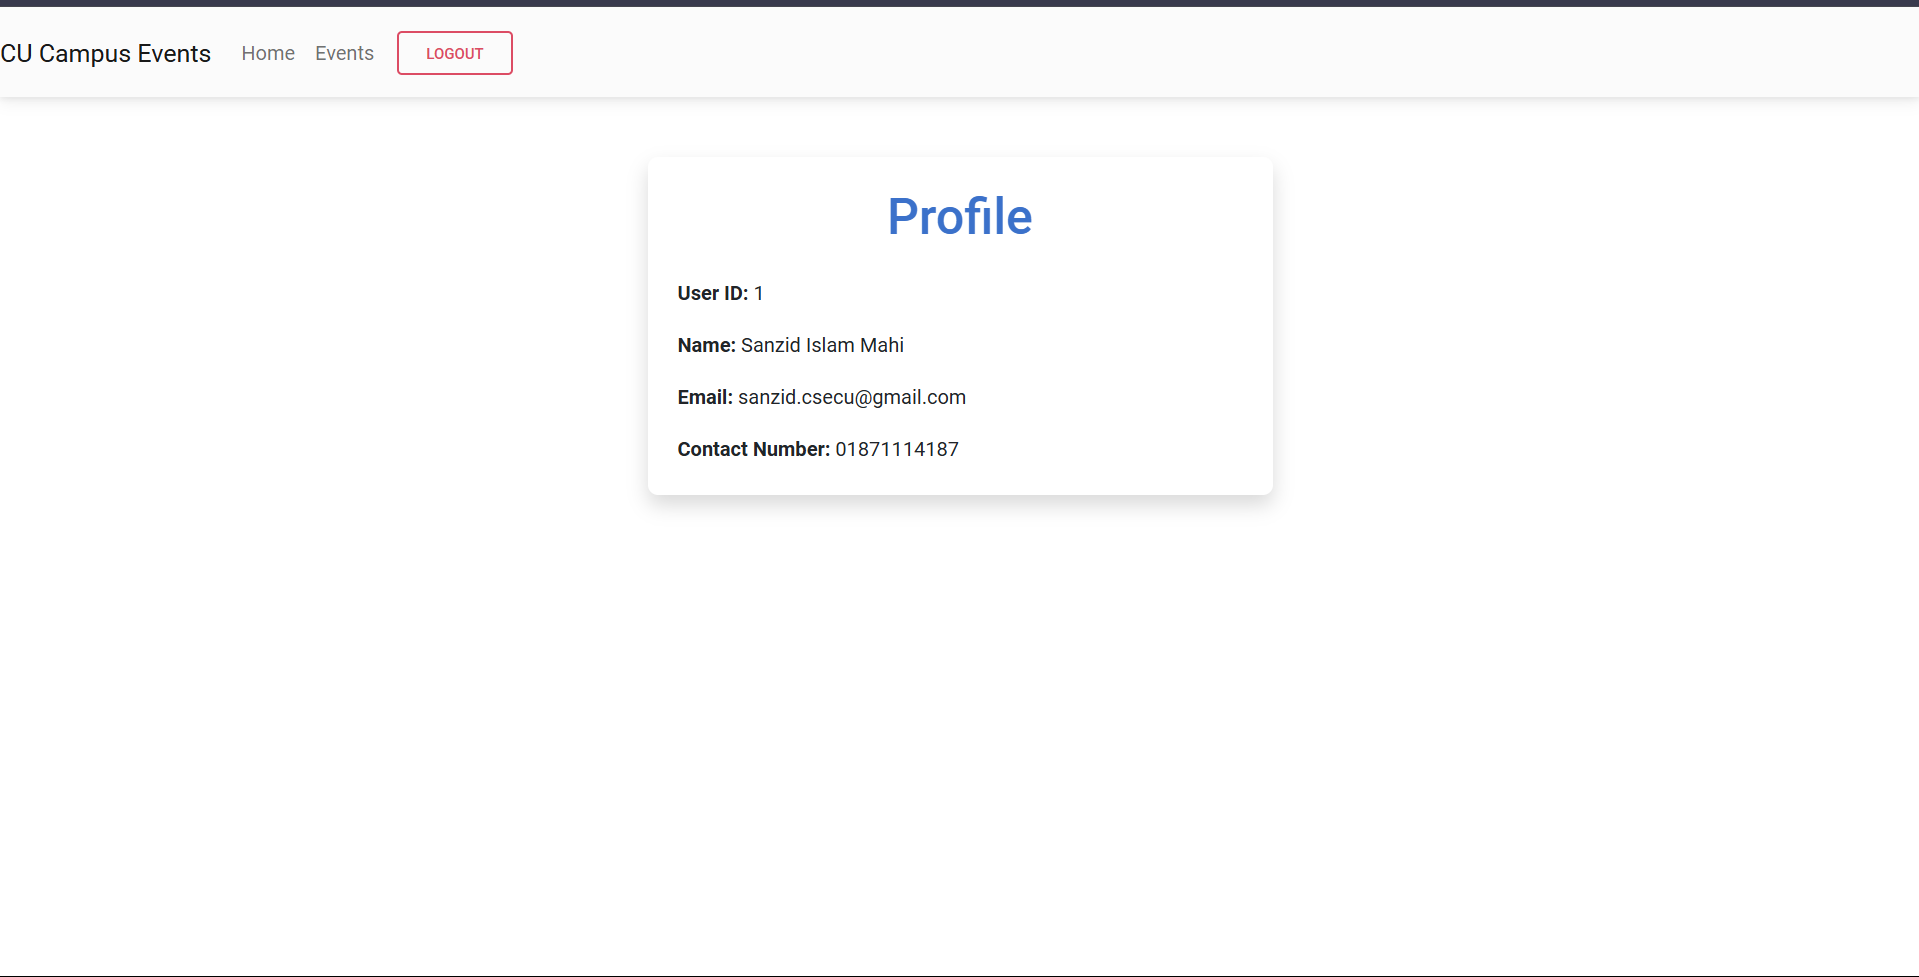 CU Campus Events Home Events LOGOUT
Profile
User ID: 1
Name: Sanzid Islam Mahi
Email: sanzid.csecu@gmail.com
Contact Number: 01871114187